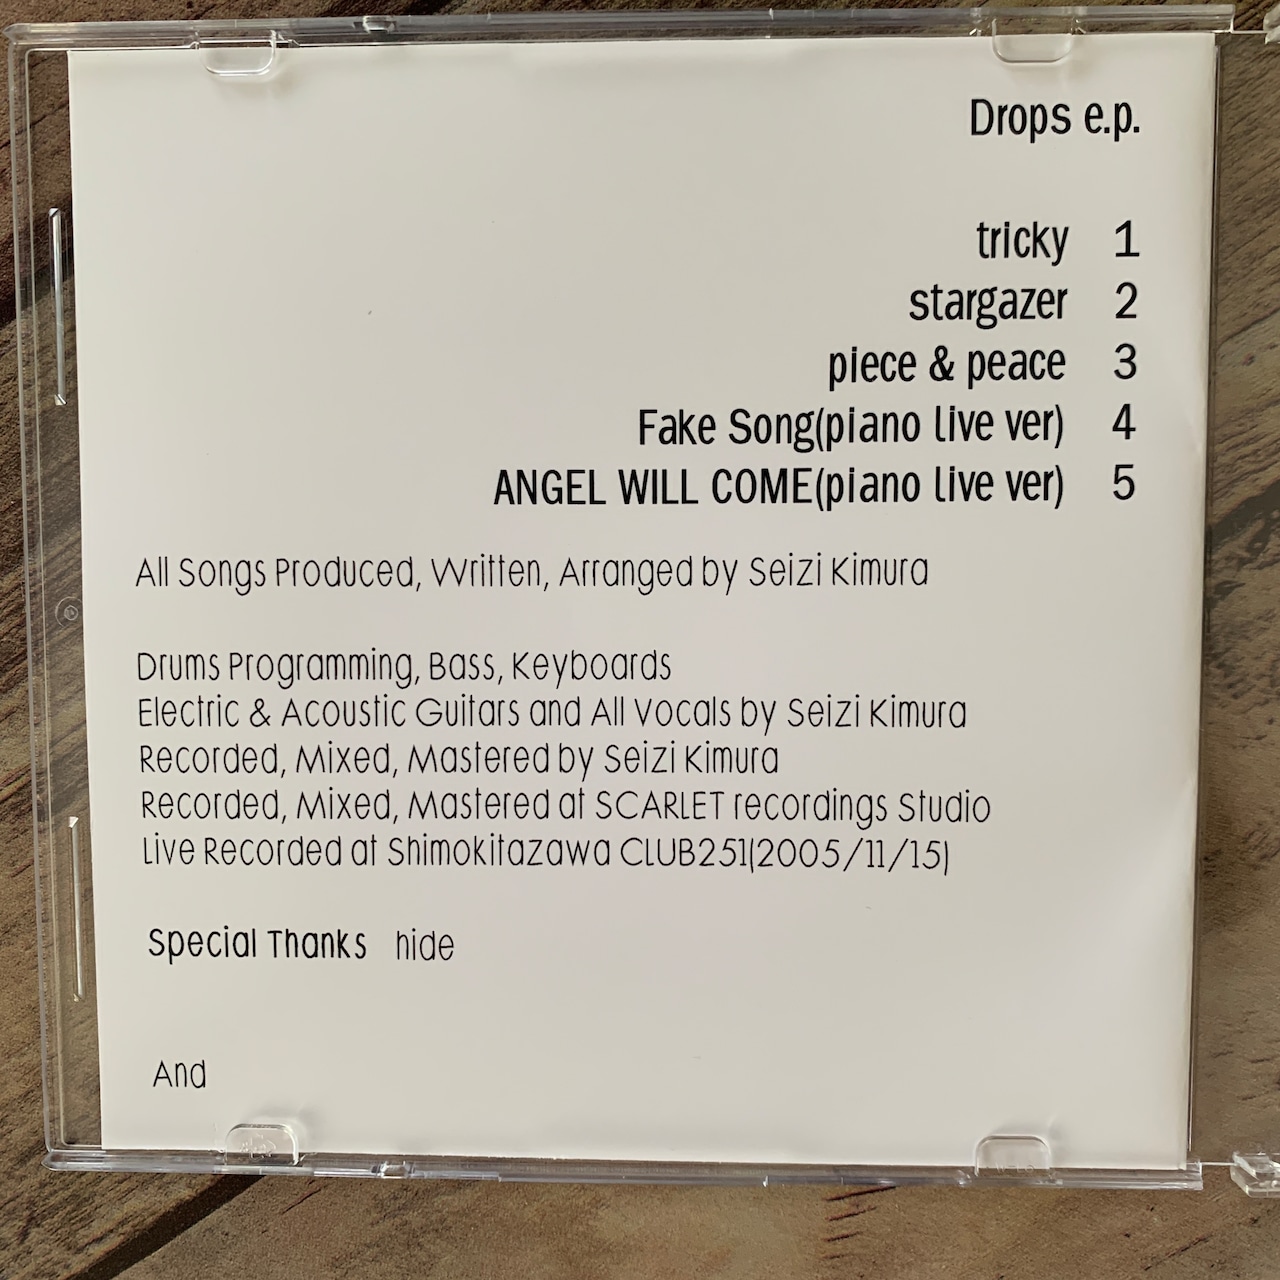 Drops e.p.
tricky 1
stargazer 2
piece & peace 3
Fake Song(piano live ver) 4
ANGEL WILL COME(piano live ver) 5
All Songs Produced, Written, Arranged by Seizi Kimura
Drums Programming, Bass, Keyboards
Electric & Acoustic Guitars and All Vocals by Seizi Kimura
Recorded, Mixed, Mastered by Seizi Kimura
Recorded, Mixed, Mastered at SCARLET recordings Studio
Live Recorded at Shimokitazawa CLUB251(2005/11/15)
Special Thanks hide
And